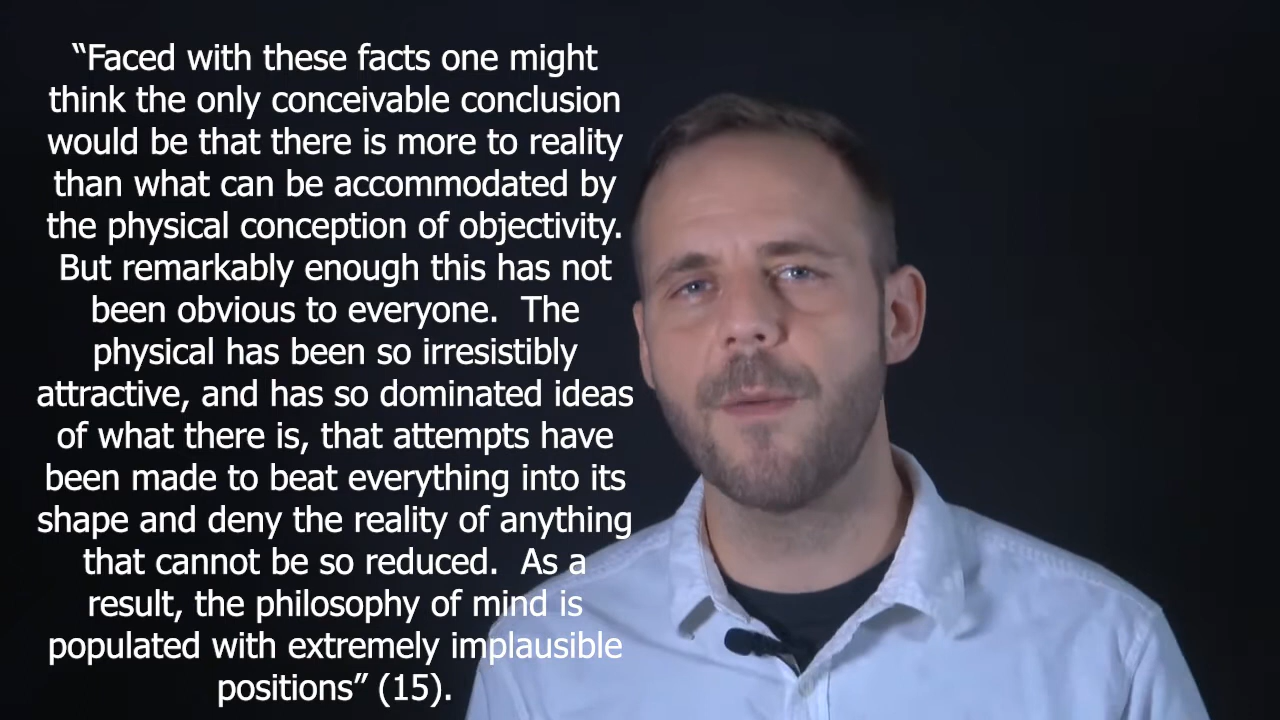 “Faced with these facts one might
think the only conceivable conclusion
would be that there is more to reality
than what can be accommodated by
the physical conception of objectivity.
But remarkably enough this has not
been obvious to everyone.  The
physical has been so irresistibly
attractive, and has so dominated ideas
of what there is, that attempts have
been made to beat everything into its
shape and deny the reality of anything
that cannot be so reduced.  As a
result, the philosophy of mind is
populated with extremely implausible
positions” (15).